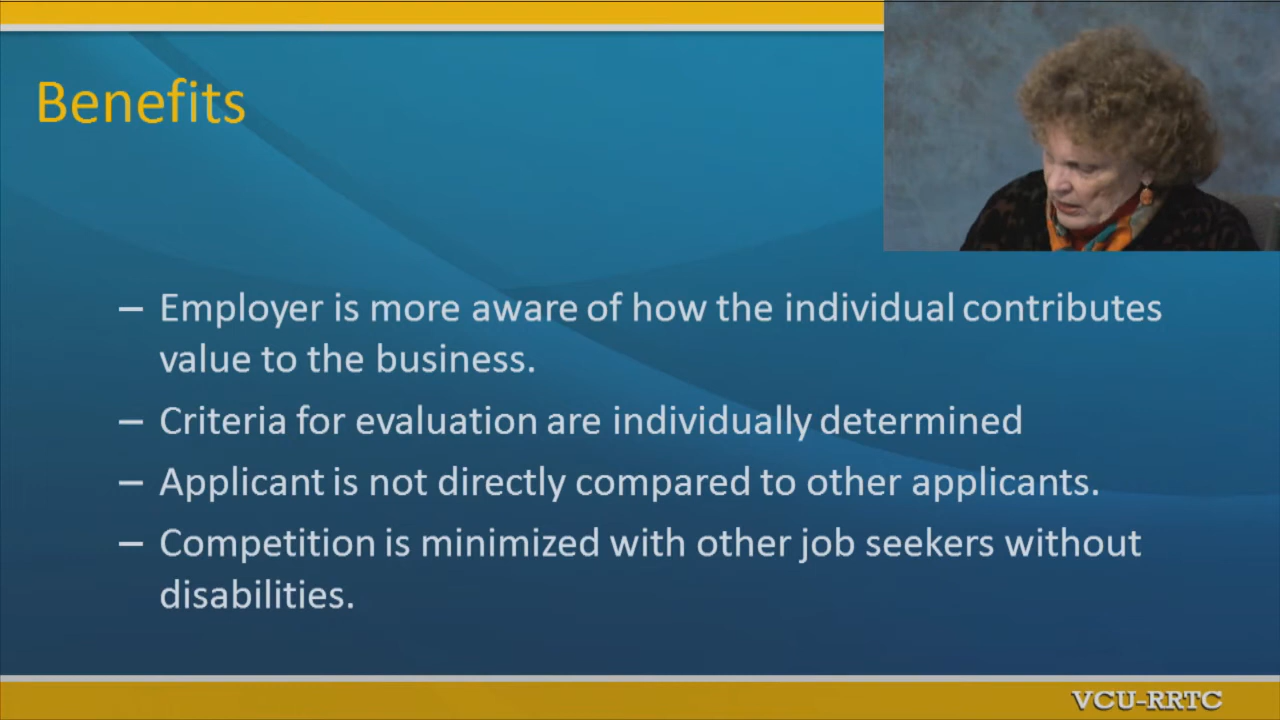 Benefits
– Employer is more aware of how the individual contributes
value to the business.
– Criteria for evaluation are individually determined
– Applicant is not directly compared to other applicants.
– Competition is minimized with other job seekers without
disabilities.
VCU-RRTC